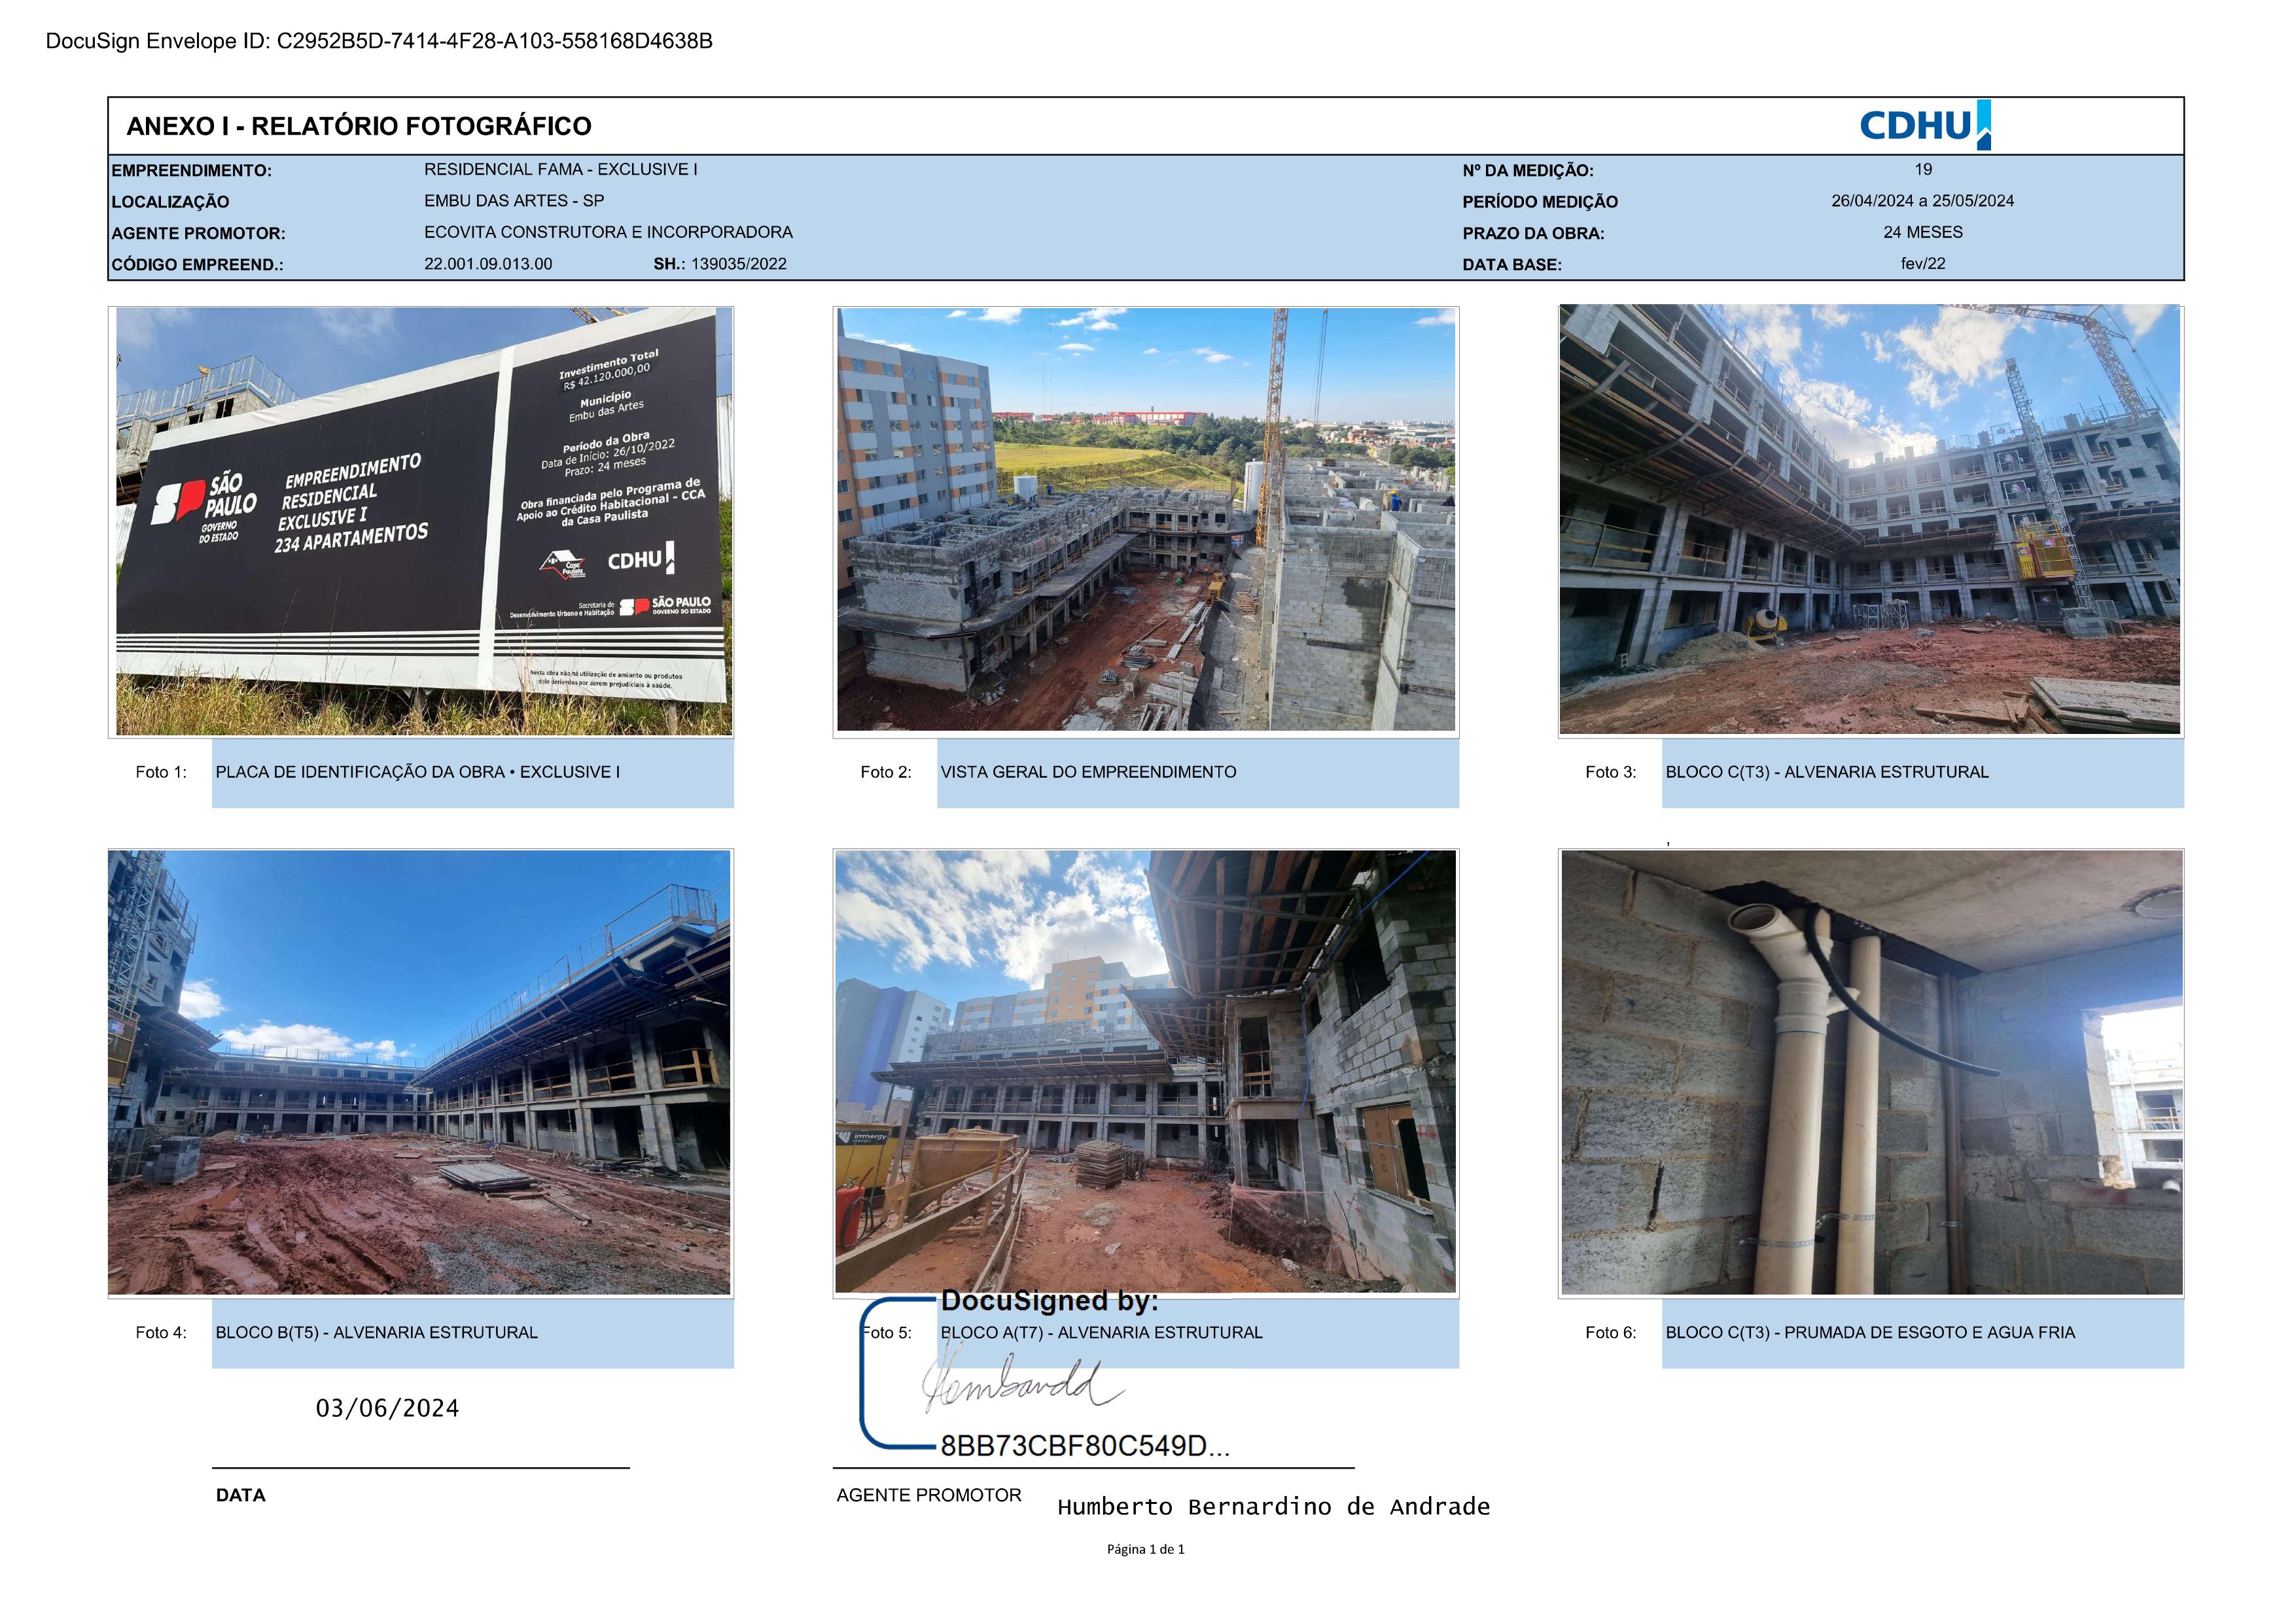 DocuSign Envelope ID: C2952B5D-7414-4F28-A103-558168D4638B
ANEXO I - RELATÓRIO FOTOGRÁFICO
CDHU
EMPREENDIMENTO: RESIDENCIAL FAMA - EXCLUSIVE I Nº DA MEDIÇÃO: 19
LOCALIZAÇÃO EMBU DAS ARTES - SP PERÍODO MEDIÇÃO 26/04/2024 a 25/05/2024
AGENTE PROMOTOR: ECOVITA CONSTRUTORA E INCORPORADORA PRAZO DA OBRA: 24 MESES
CÓDIGO EMPREEND.: 22.001.09.013.00 SH.: 139035/2022 DATA BASE: fev/22
SÃO
PAULO
GOVERNO
DO ESTADO
EMPREENDIMENTO
RESIDENCIAL
EXCLUSIVE I
234 APARTAMENTOS
Investimento Total
R$ 42.120.000,00
Município
Embu das Artes
Período da Obra
Data de Início: 26/10/2022
Prazo: 24 meses
Obra financiada pelo Programa de
Apoio ao Crédito Habitacional - CCA
da Casa Paulista
Casa
Paulista
CDHU
Secretaria de
Desenvolvimento Urbano e Habitação
SÃO PAULO
GOVERNO DO ESTADO
Nesta obra não há utilização de amianto ou produtos
dele derivados por serem prejudiciais à saúde.
Foto 1: PLACA DE IDENTIFICAÇÃO DA OBRA • EXCLUSIVE I
Foto 2: VISTA GERAL DO EMPREENDIMENTO
Foto 3: BLOCO C(T3) - ALVENARIA ESTRUTURAL
,
immergy
Foto 4: BLOCO B(T5) - ALVENARIA ESTRUTURAL
DocuSigned by:
Foto 5: BLOCO A(T7) - ALVENARIA ESTRUTURAL
Foto 6: BLOCO C(T3) - PRUMADA DE ESGOTO E AGUA FRIA
03/06/2024
8BB73CBF80C549D...
DATA
AGENTE PROMOTOR Humberto Bernardino de Andrade
Página 1 de 1